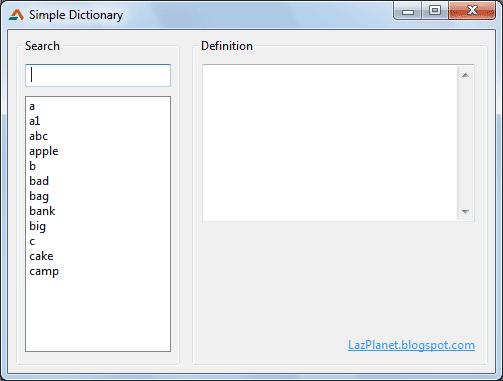 Simple Dictionary
Search
Definition
a
a1
abc
apple
b
bad
bag
bank
big
c
cake
camp
LazPlanet.blogspot.com